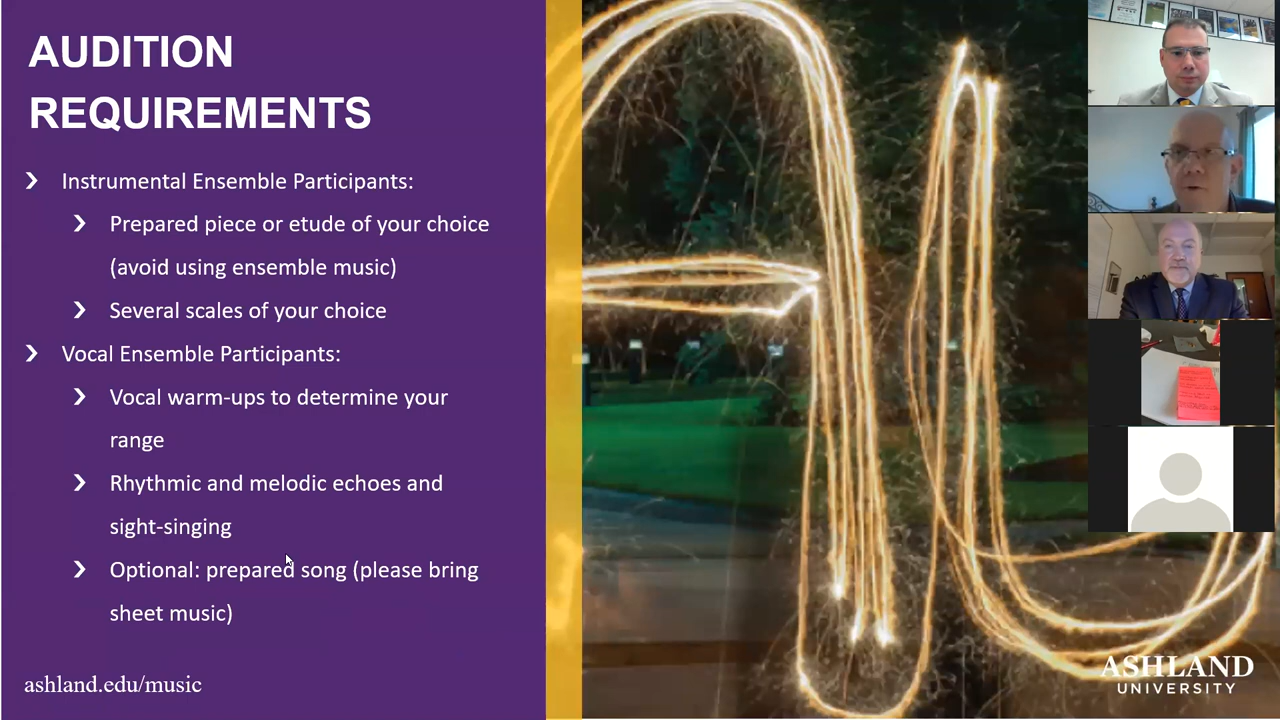 AUDITION
REQUIREMENTS
Instrumental Ensemble Participants:
Prepared piece or etude of your choice
(avoid using ensemble music)
Several scales of your choice
Vocal Ensemble Participants:
Vocal warm-ups to determine your
range
Rhythmic and melodic echoes and
sight-singing
Optional: prepared song (please bring
sheet music)
ashland.edu/music
ASHLAND
UNIVERSITY